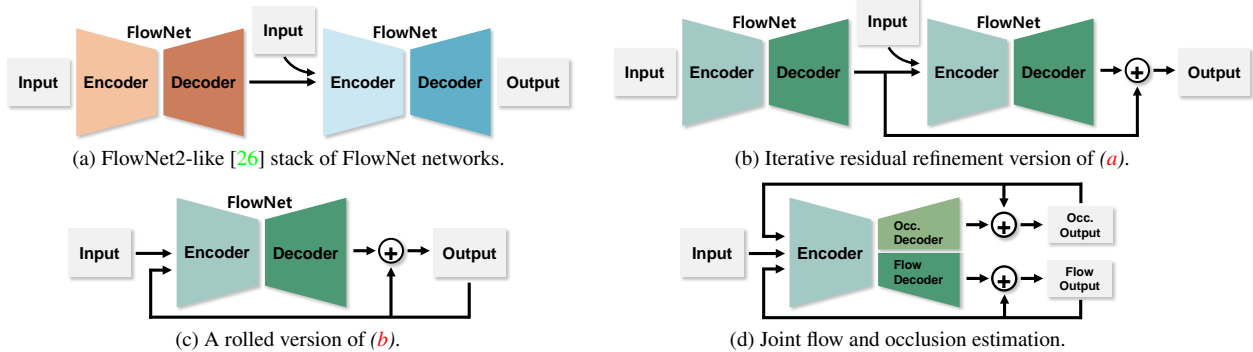 FlowNet
Input
FlowNet
Input
Encoder
Decoder
Encoder
Decoder
Output
(a) FlowNet2-like [26] stack of FlowNet networks.
FlowNet
Input
FlowNet
Input
Encoder
Decoder
Encoder
Decoder
+
Output
(b) Iterative residual refinement version of (a).
FlowNet
Input
Encoder
Decoder
+
Output
(c) A rolled version of (b).
Input
Encoder
Occ.
Decoder
+
Occ.
Output
Flow
Decoder
+
Flow
Output
(d) Joint flow and occlusion estimation.